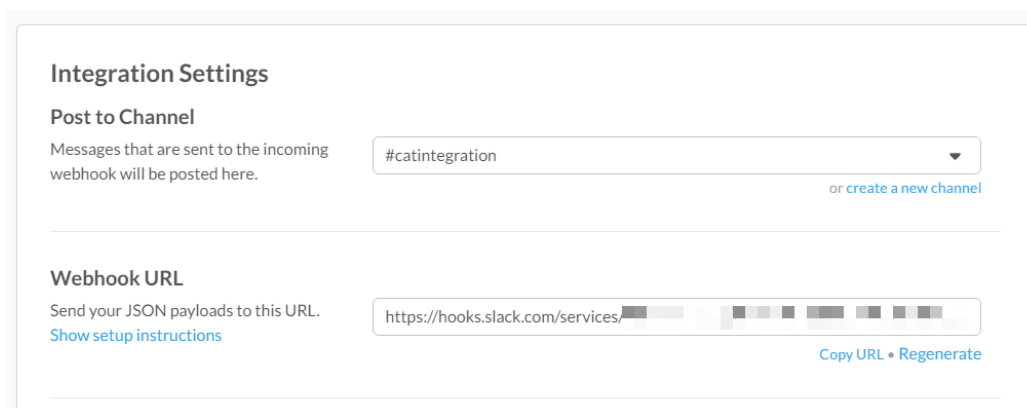 Integration Settings
Post to Channel
Messages that are sent to the incoming
webhook will be posted here.
#catintegration
or create a new channel
Webhook URL
Send your JSON payloads to this URL.
Show setup instructions
https://hooks.slack.com/services/
Copy URL • Regenerate